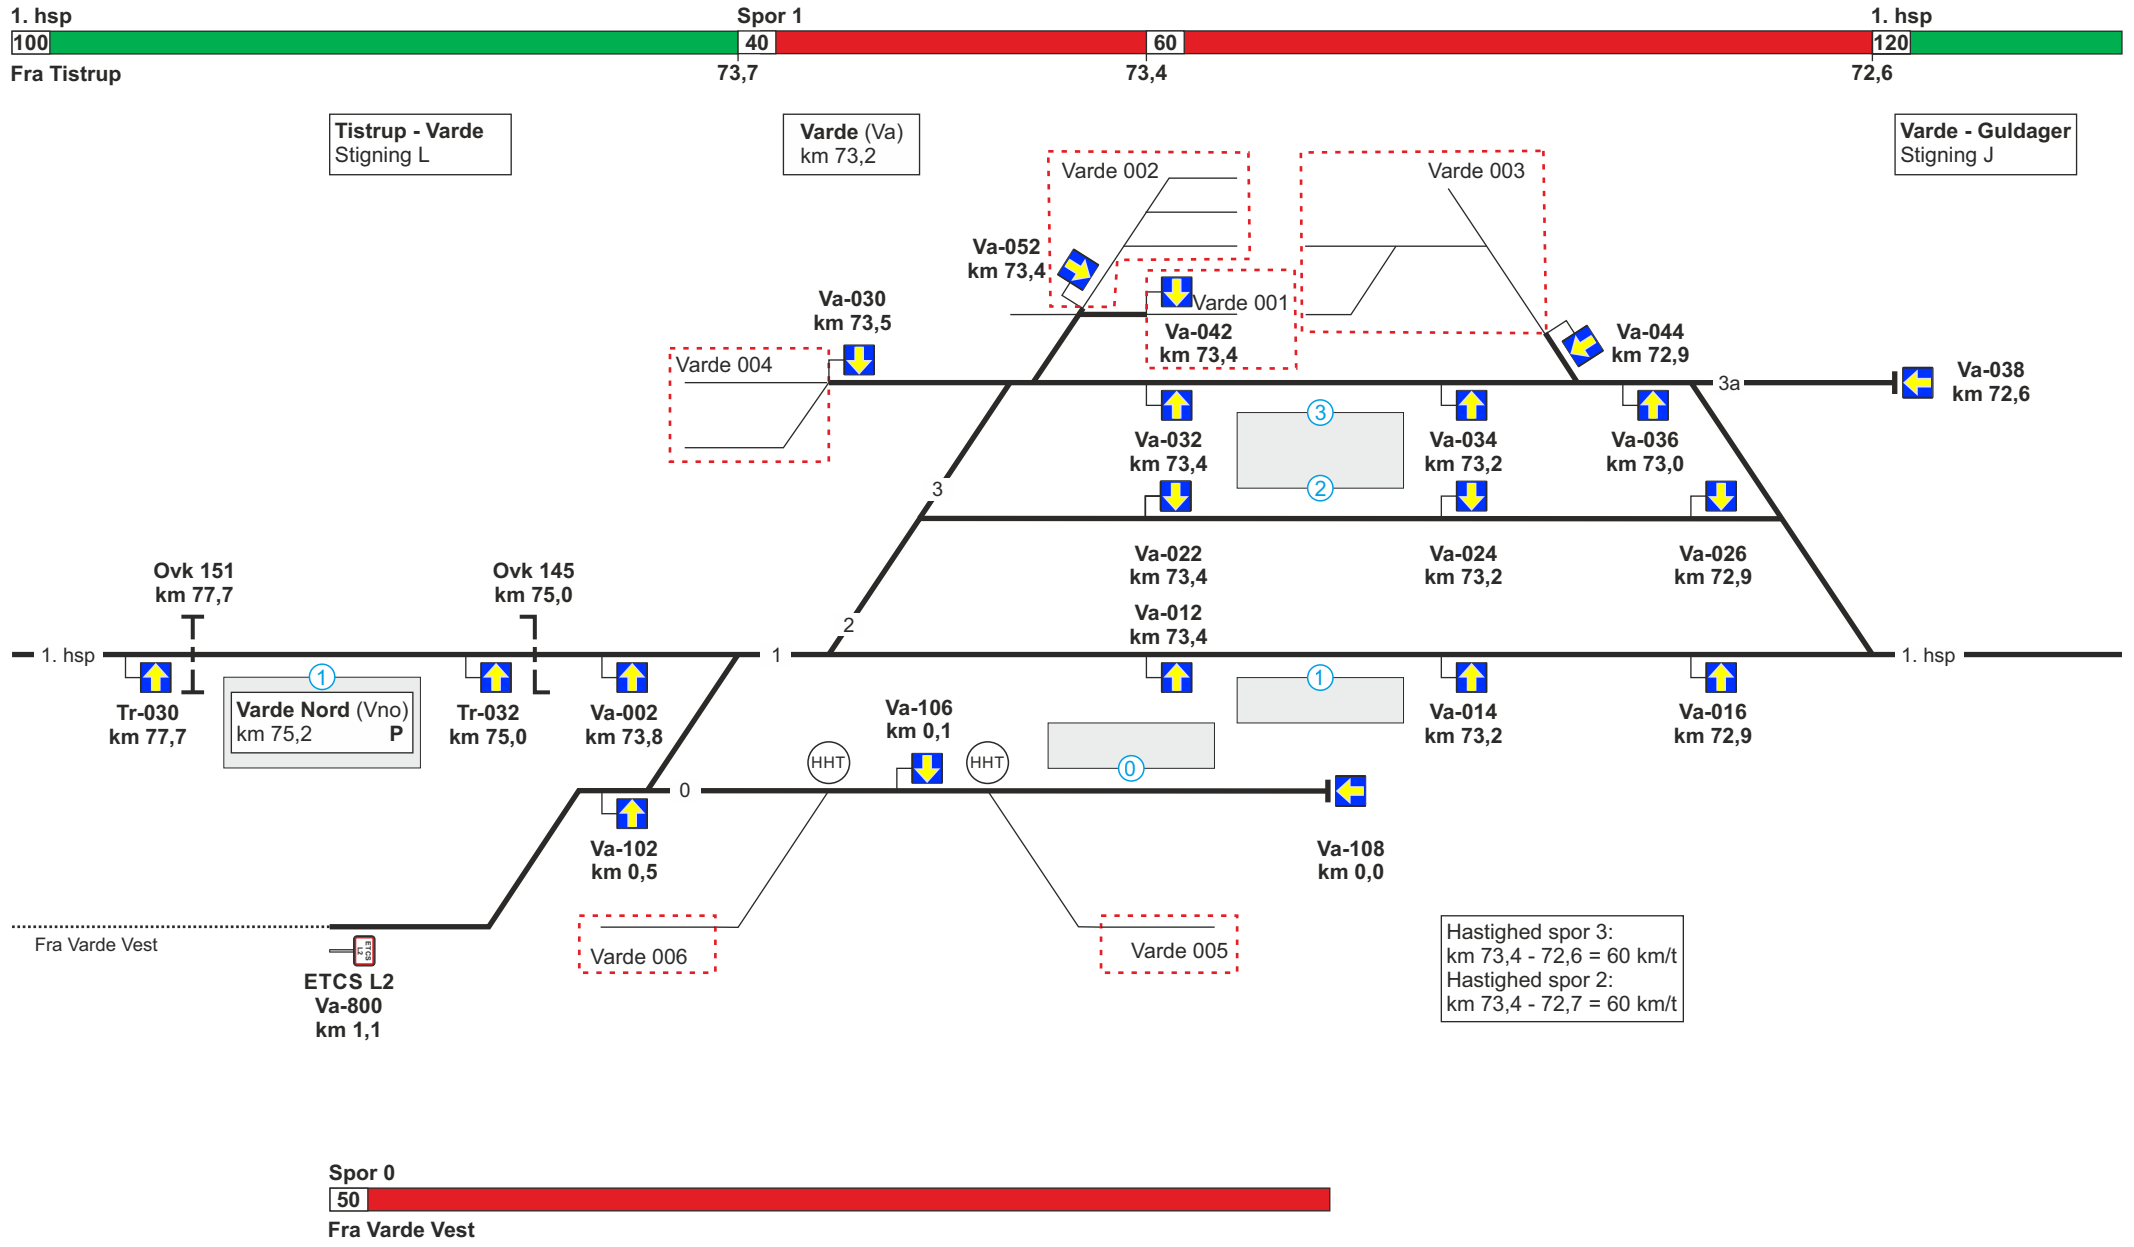 1. hsp
Spor 1
1. hsp
100
40
60
120
Fra Tistrup
73,7
73,4
72,6
Tistrup - Varde
Stigning L
Varde (Va)
km 73,2
Varde - Guldager
Stigning J
Varde 002
Varde 003
Va-052
km 73,4
Varde 001
Va-042
km 73,4
Va-030
km 73,5
Va-044
km 72,9
Varde 004
3a
Va-038
km 72,6
3
Va-032
km 73,4
Va-034
km 73,2
Va-036
km 73,0
3
2
Va-022
km 73,4
Va-024
km 73,2
Va-026
km 72,9
Ovk 151
km 77,7
Ovk 145
km 75,0
Va-012
km 73,4
2
1. hsp
1
1. hsp
1
1
Tr-030
km 77,7
Varde Nord (Vno)
km 75,2 P
Tr-032
km 75,0
Va-002
km 73,8
Va-106
km 0,1
Va-014
km 73,2
Va-016
km 72,9
HHT
HHT
0
0
Va-102
km 0,5
Va-108
km 0,0
Fra Varde Vest
ETCS
L2
ETCS L2
Va-800
km 1,1
Varde 006
Varde 005
Hastighed spor 3:
km 73,4 - 72,6 = 60 km/t
Hastighed spor 2:
km 73,4 - 72,7 = 60 km/t
Spor 0
50
Fra Varde Vest